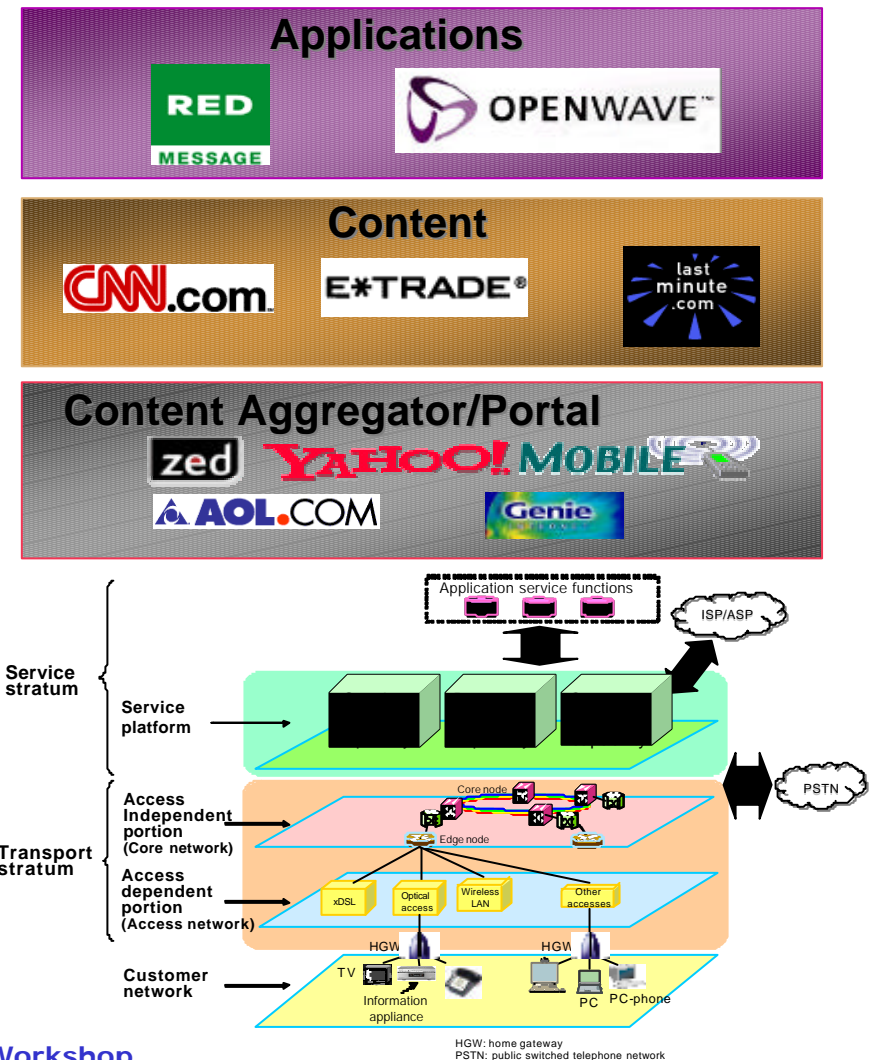 Applications
RED
MESSAGE
OPENWAVE™
Content
CNN.com
E*TRADE®
last
minute
.com
Content Aggregator/Portal
zed
YAHOO! MOBILE
AOL.COM
Genie
Application service functions
ISP/ASP
Service
stratum
Service
platform
PSTN
Access
Independent
portion
(Core network)
Core node
Edge node
Transport
stratum
Access
dependent
portion
(Access network)
xDSL
Optical
access
Wireless
LAN
Other
accesses
HGW
HGW
Customer
network
TV
Information
appliance
PC
PC-phone
HGW: home gateway
PSTN: public switched telephone network
Workshop